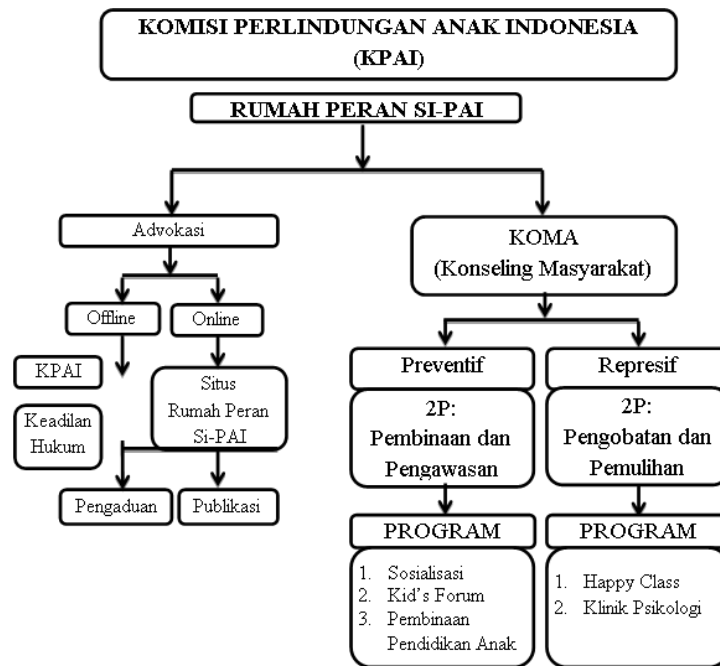 KOMISI PERLINDUNGAN ANAK INDONESIA
(KPAI)
RUMAH PERAN SI-PAI
Advokasi
Offline
Online
KPAI
Keadilan
Hukum
Situs
Rumah Peran
Si-PAI
Pengaduan
Publikasi
KOMA
(Konseling Masyarakat)
Preventif
2P:
Pembinaan dan
Pengawasan
PROGRAM
1. Sosialisasi
2. Kid's Forum
3. Pembinaan
Pendidikan Anak
Represif
2P:
Pengobatan dan
Pemulihan
PROGRAM
1. Happy Class
2. Klinik Psikologi